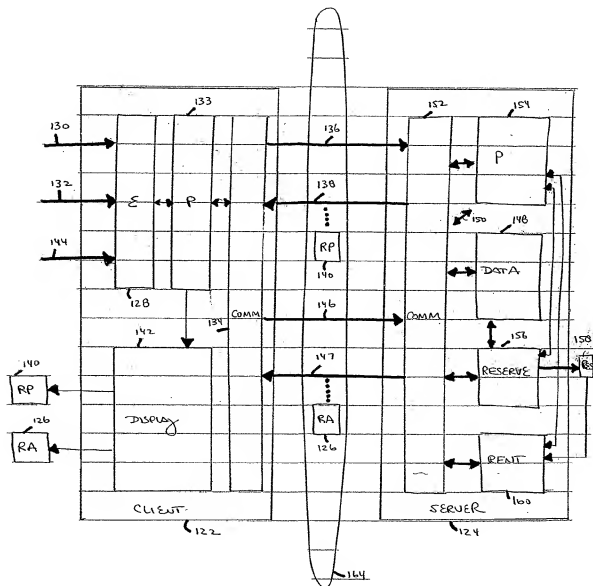 133
152
154
130
136
P
132
138
Σ
P
150
148
144
RP
140
DATA
128
134
COMM
146
COMM
156
158
142
147
RESERVE
RES
140
RP
DISPLAY
RA
126
126
RA
RENT
160
CLIENT
SERVER
122
124
164